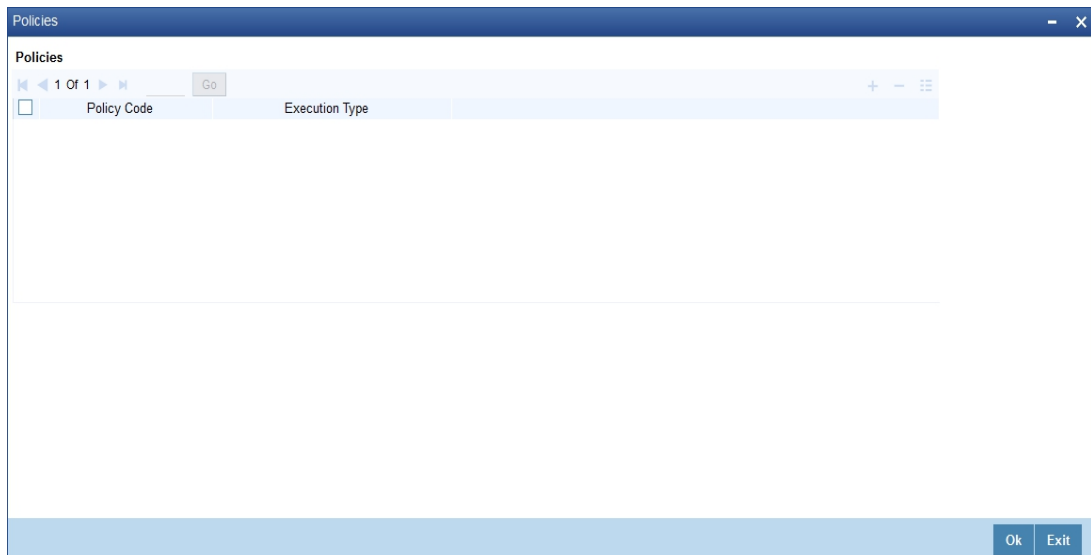 Policies
Policies
1 Of 1
Go
Policy Code Execution Type
Ok Exit